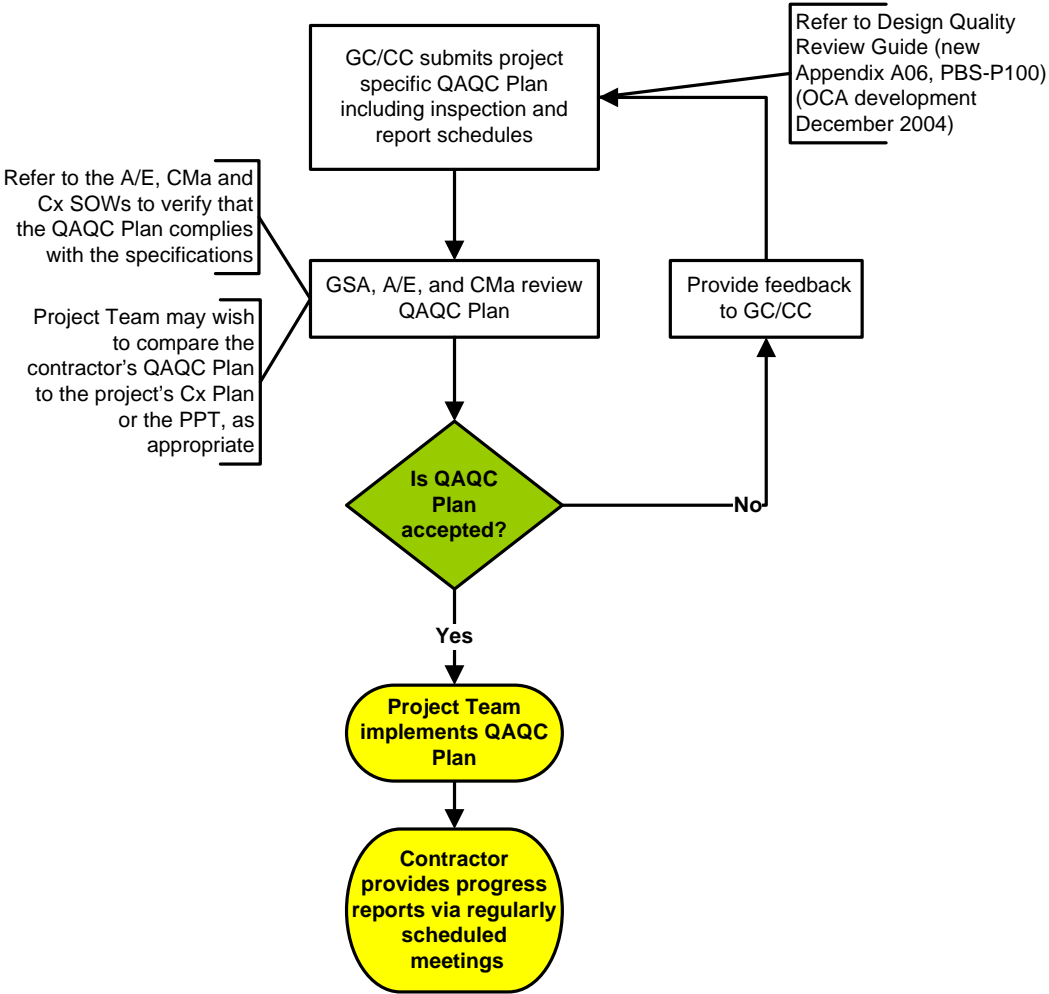 GC/CC submits project
specific QAQC Plan
including inspection and
report schedules
Refer to Design Quality
Review Guide (new
Appendix A06, PBS-P100)
(OCA development
December 2004)
Refer to the A/E, CMa and
Cx SOWs to verify that
the QAQC Plan complies
with the specifications
GSA, A/E, and CMa review
QAQC Plan
Provide feedback
to GC/CC
Project Team may wish
to compare the
contractor's QAQC Plan
to the project's Cx Plan
or the PPT, as
appropriate
Is QAQC
Plan
accepted?
No
Yes
Project Team
implements QAQC
Plan
Contractor
provides progress
reports via regularly
scheduled
meetings